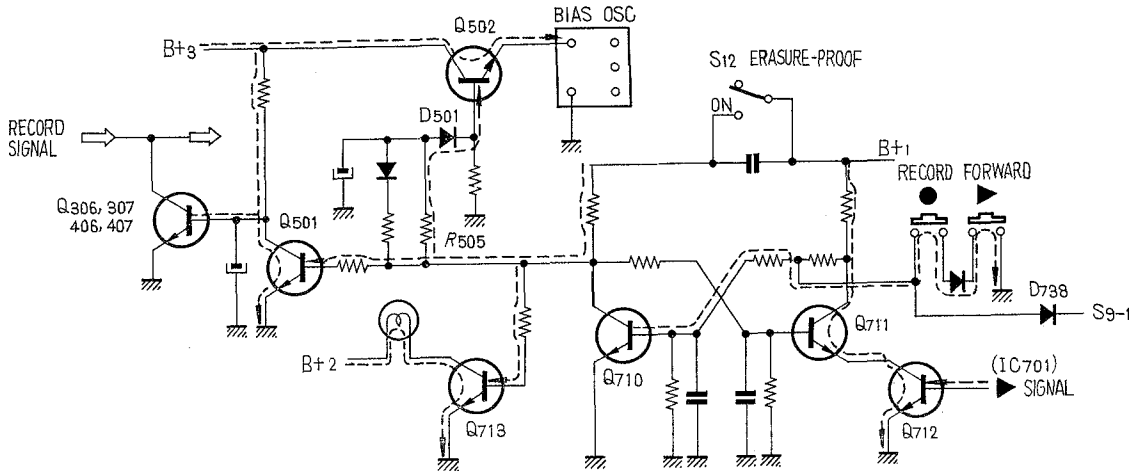 Q502
BIAS OSC
B+3
S12 ERASURE-PROOF
ON
D501
RECORD
SIGNAL
B+1
RECORD FORWARD
Q306, 307
406, 407
Q501
R505
D738
S9-1
Q711
B+2
Q710
(IC701)
SIGNAL
Q713
Q712